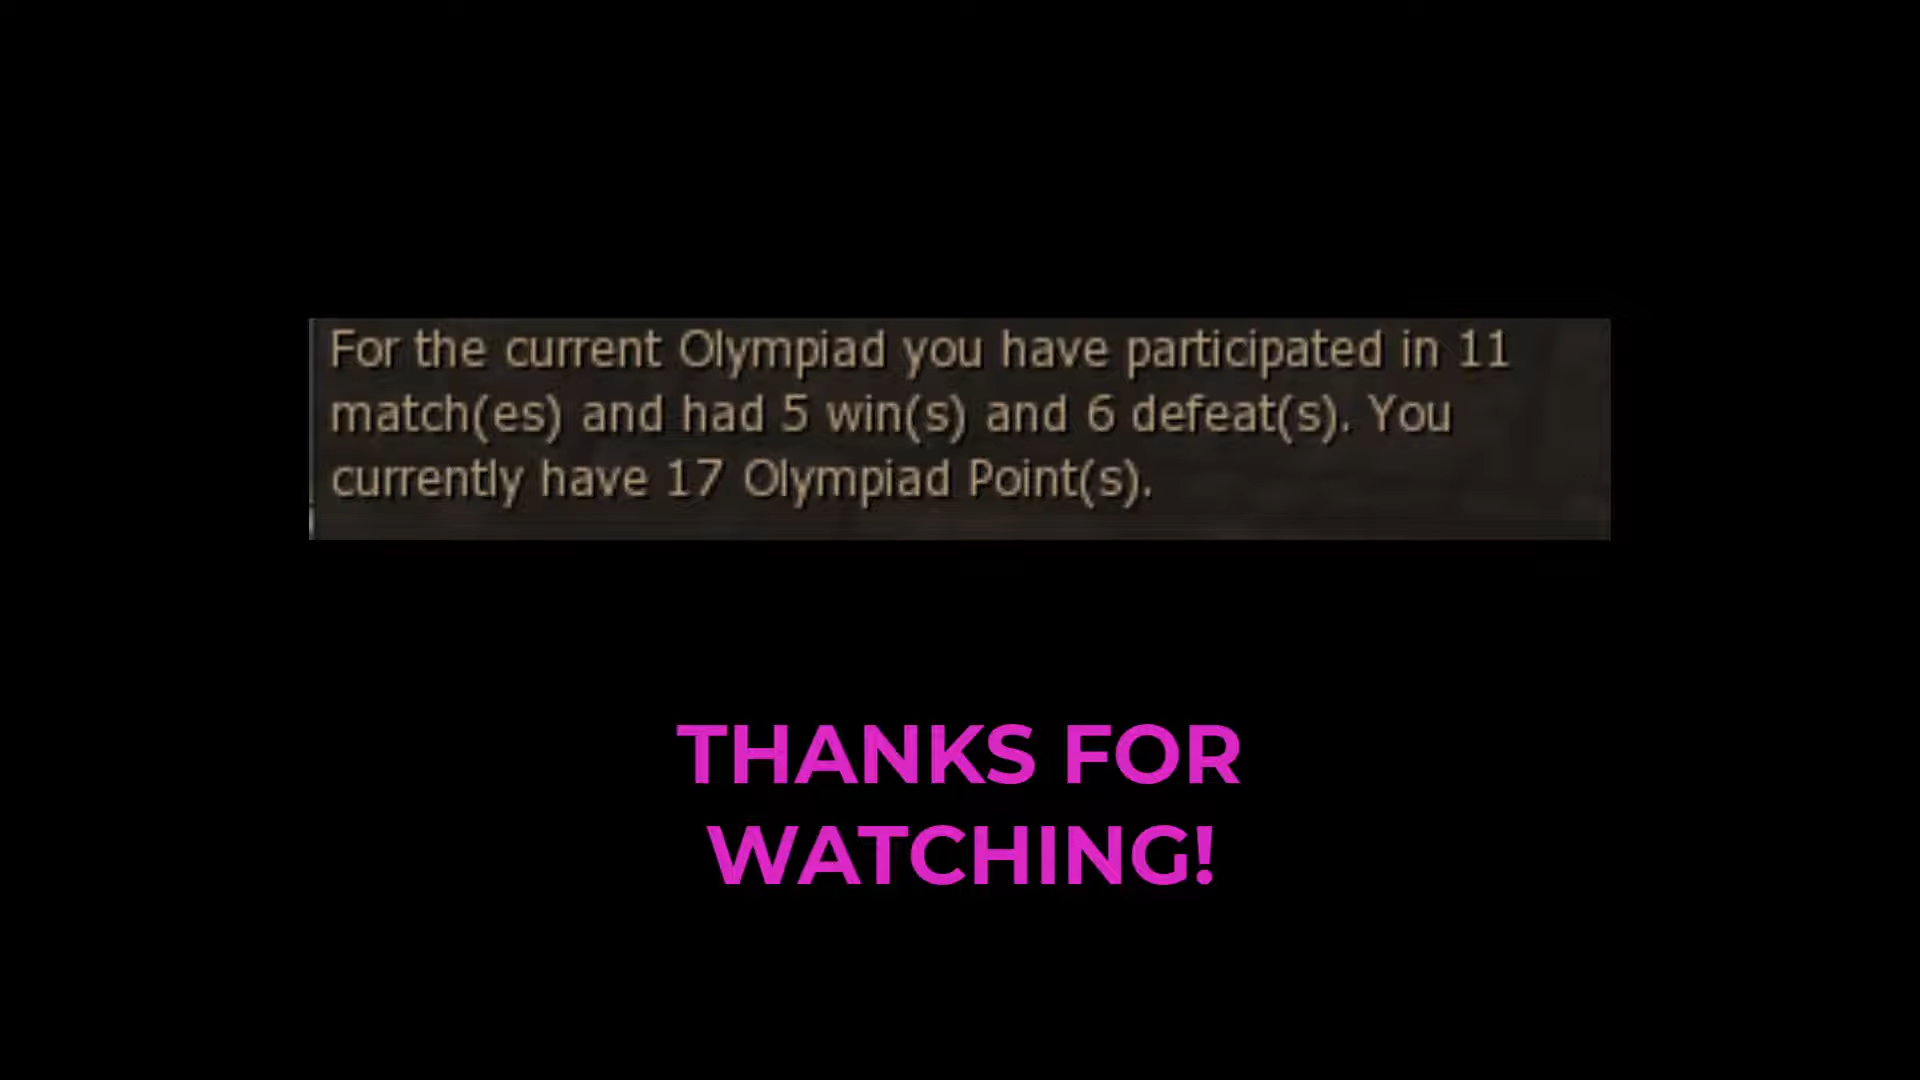 For the current Olympiad you have participated in 11
match(es) and had 5 win(s) and 6 defeat(s). You
currently have 17 Olympiad Point(s).
THANKS FOR
WATCHING!